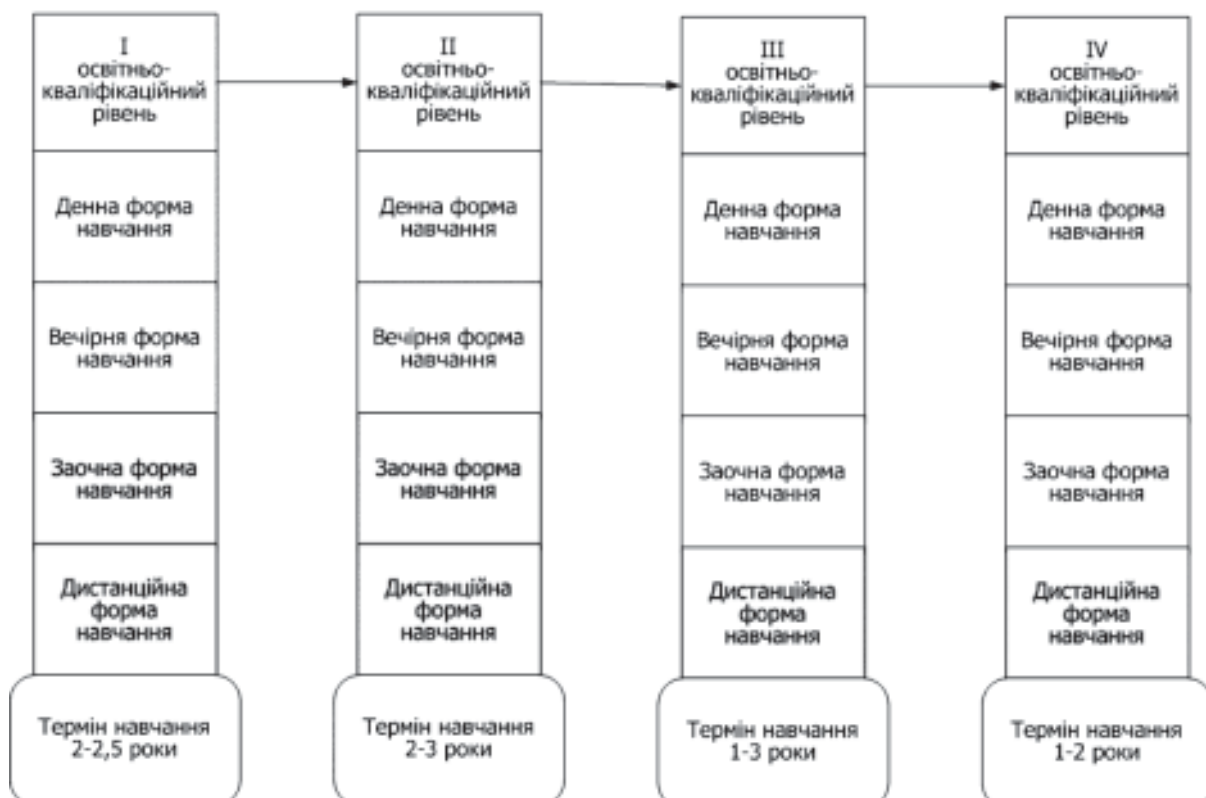 I
освітньо-
кваліфікаційний
рівень
Денна форма
навчання
Вечірня форма
навчання
Заочна форма
навчання
Дистанційна
форма
навчання
Термін навчання
2-2,5 роки
II
освітньо-
кваліфікаційний
рівень
Денна форма
навчання
Вечірня форма
навчання
Заочна форма
навчання
Дистанційна
форма
навчання
Термін навчання
2-3 роки
III
освітньо-
кваліфікаційний
рівень
Денна форма
навчання
Вечірня форма
навчання
Заочна форма
навчання
Дистанційна
форма
навчання
Термін навчання
1-3 роки
IV
освітньо-
кваліфікаційний
рівень
Денна форма
навчання
Вечірня форма
навчання
Заочна форма
навчання
Дистанційна
форма
навчання
Термін навчання
1-2 роки